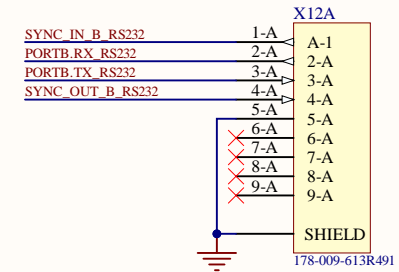 X12A
SYNC_IN_B_RS232 1-A A-1
PORTB.RX_RS232 2-A 2-A
PORTB.TX_RS232 3-A 3-A
SYNC_OUT_B_RS232 4-A 4-A
5-A 5-A
6-A 6-A
7-A 7-A
8-A 8-A
9-A 9-A
SHIELD
178-009-613R491